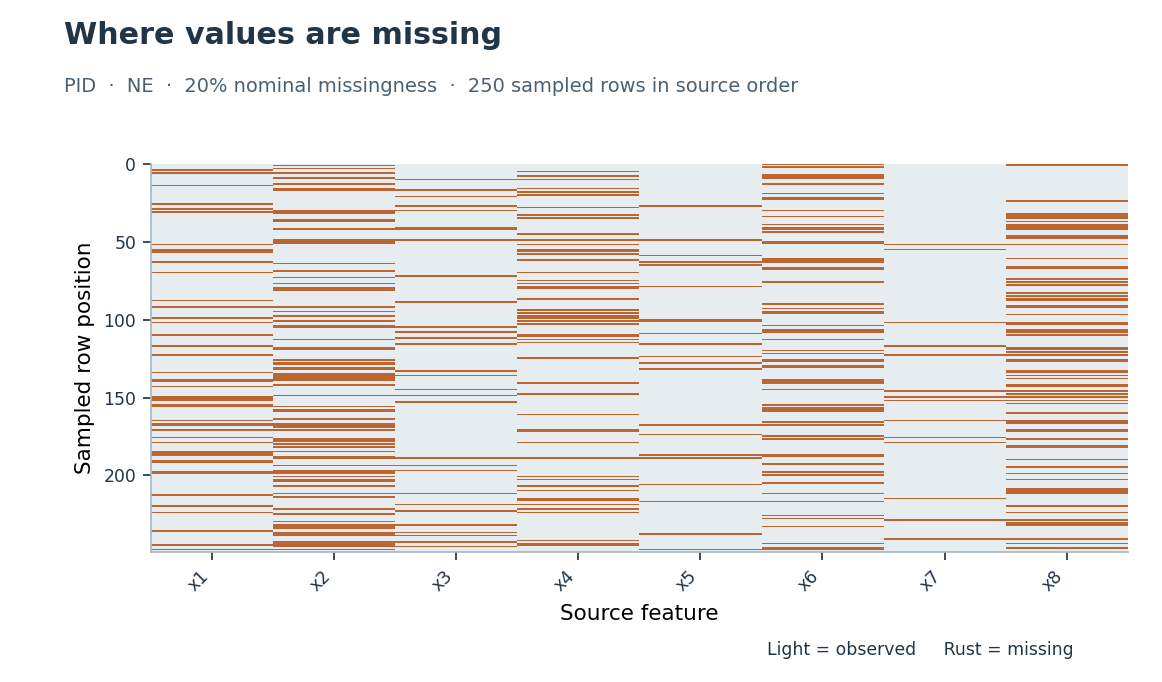 Where values are missing
PID · NE · 20% nominal missingness · 250 sampled rows in source order
0
50
100
150
200
Sampled row position
x1 x2 x3 x4 x5 x6 x7 x8
Source feature
Light = observed Rust = missing